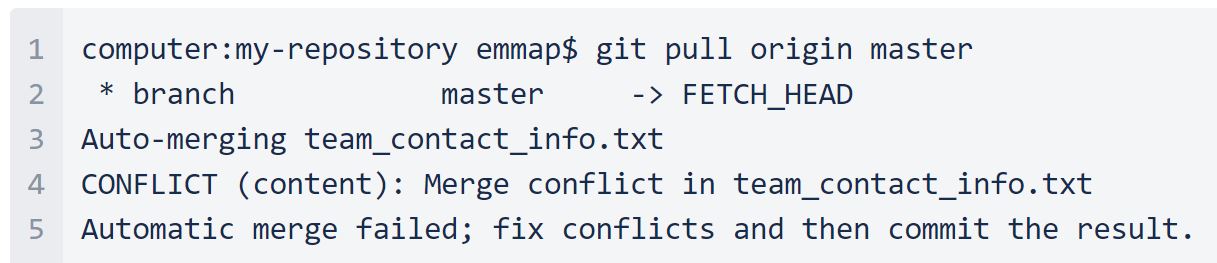 1 computer:my-repository emmap$ git pull origin master
2  * branch            master     -> FETCH_HEAD
3 Auto-merging team_contact_info.txt
4 CONFLICT (content): Merge conflict in team_contact_info.txt
5 Automatic merge failed; fix conflicts and then commit the result.